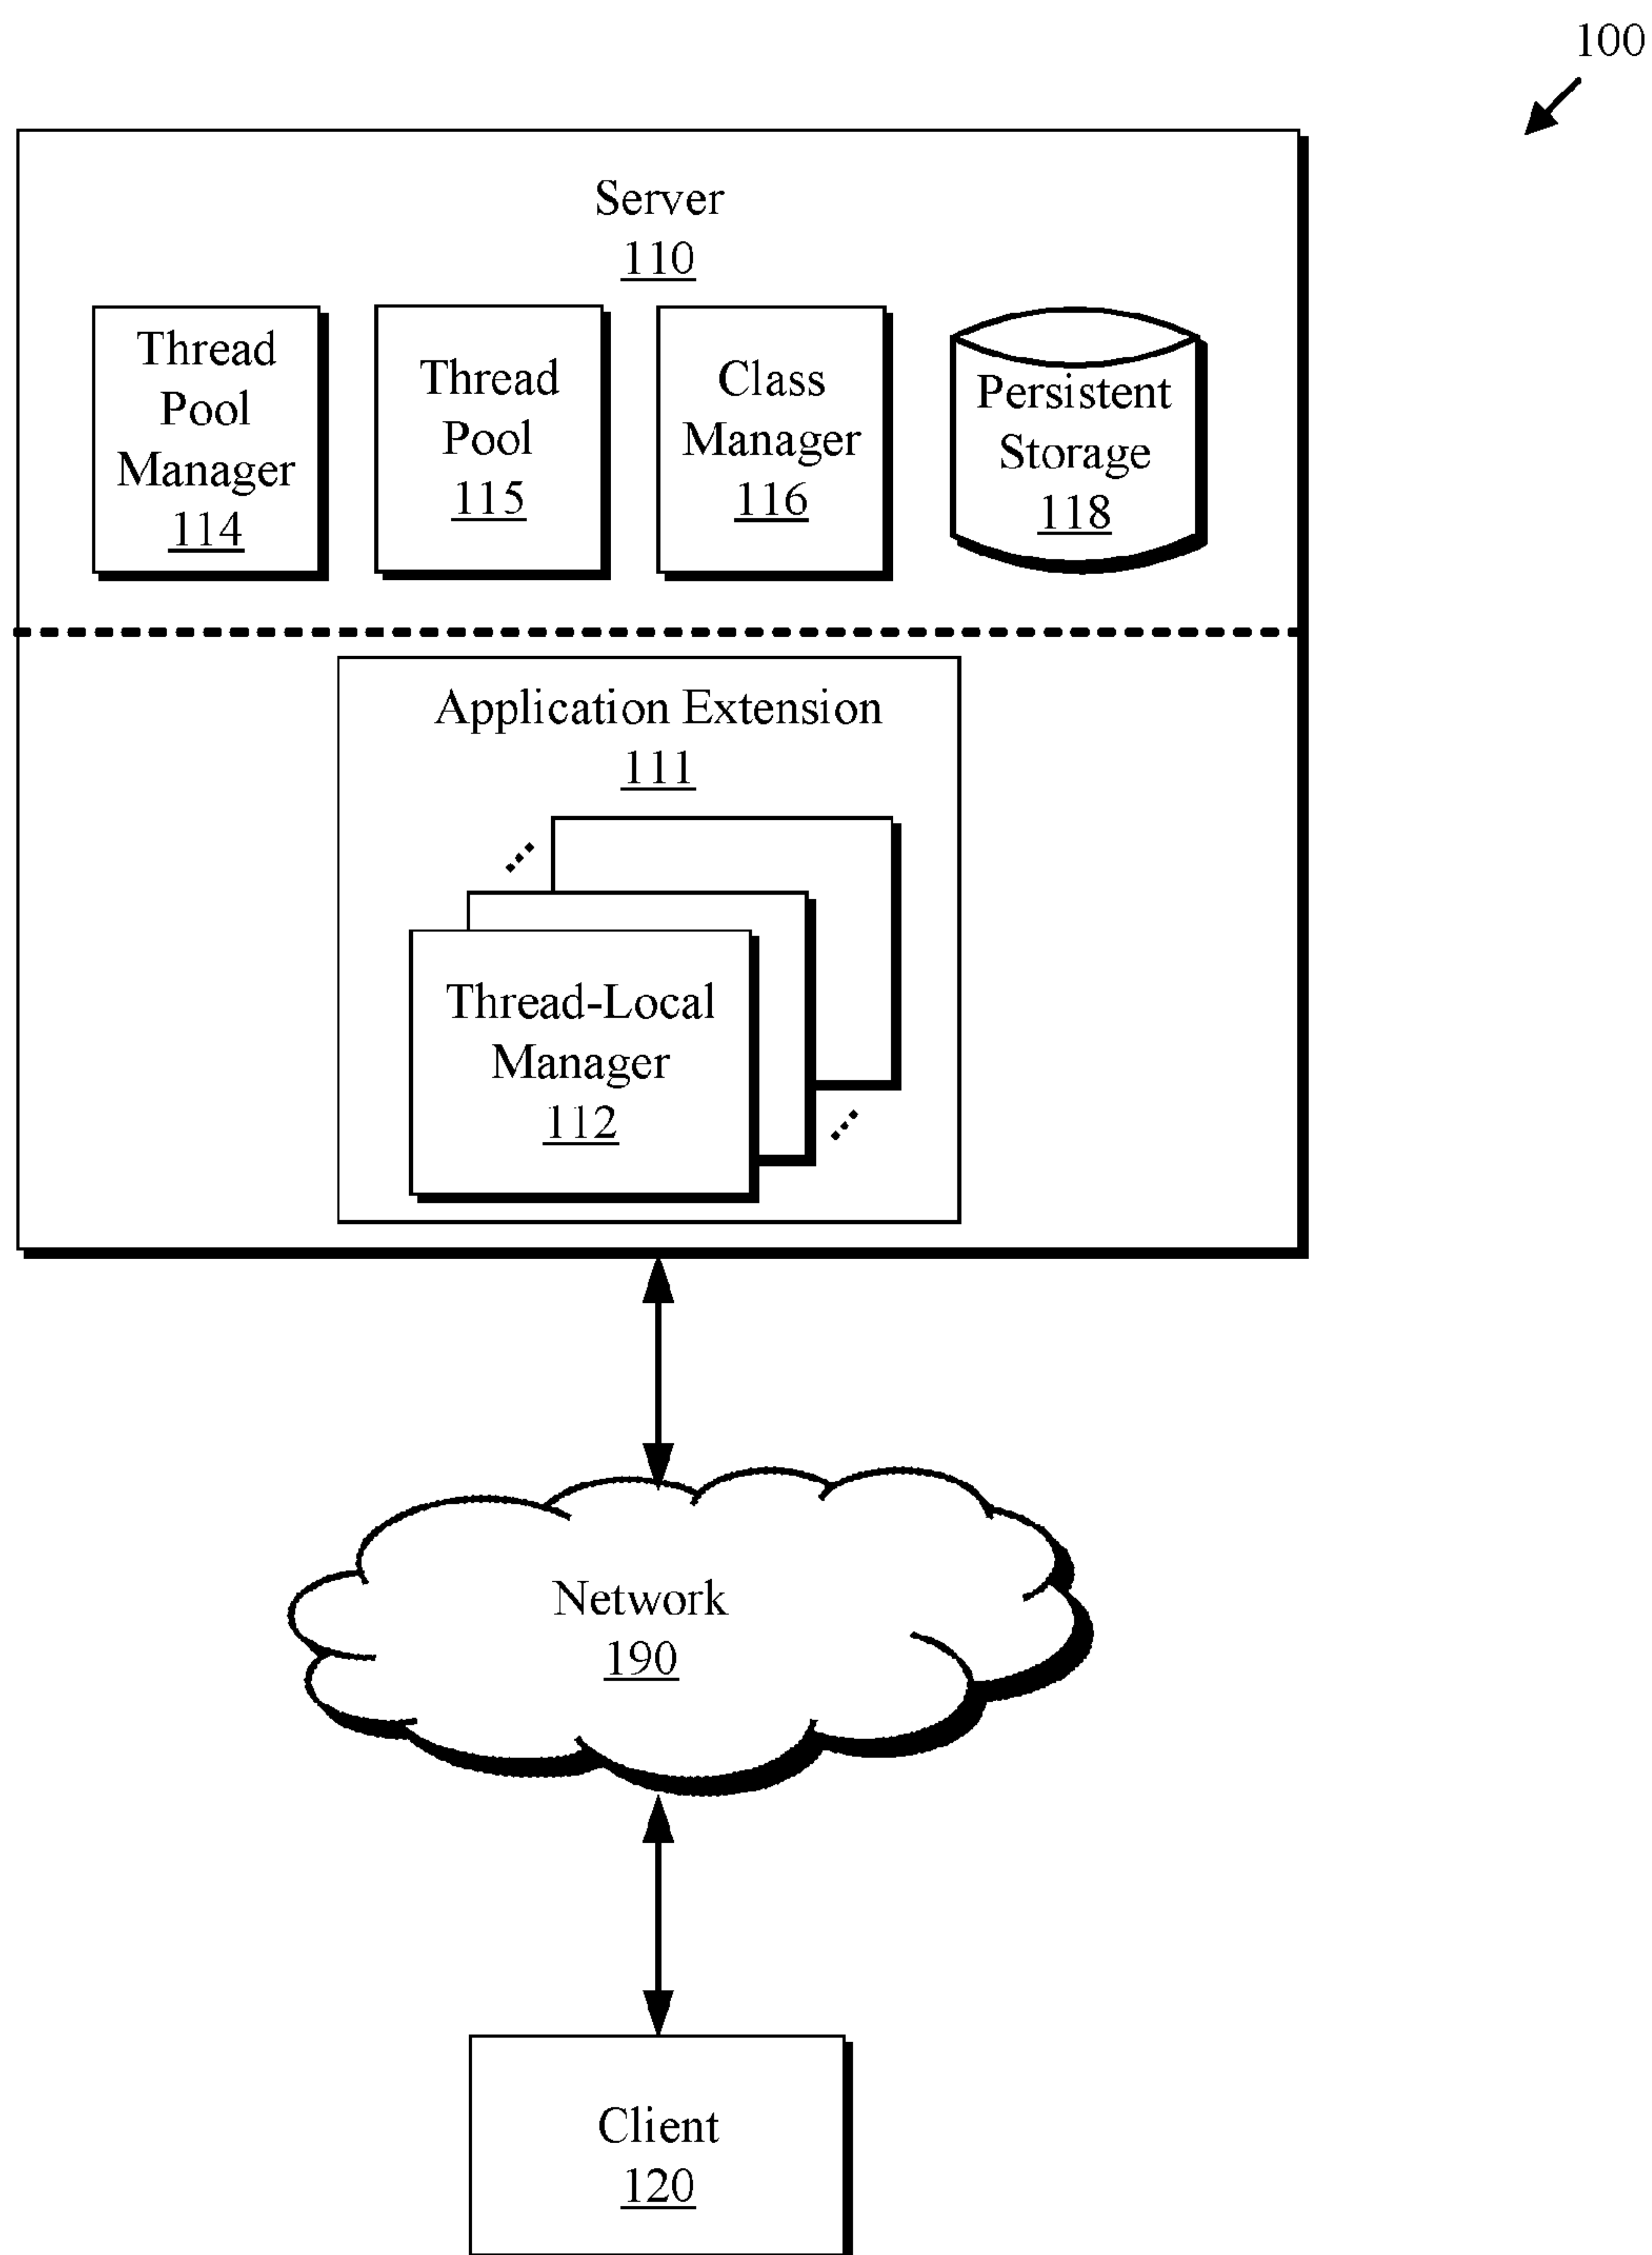 100
Server
110
Thread
Pool
Manager
114
Thread
Pool
115
Class
Manager
116
Persistent
Storage
118
Application Extension
111
Thread-Local
Manager
112
Network
190
Client
120